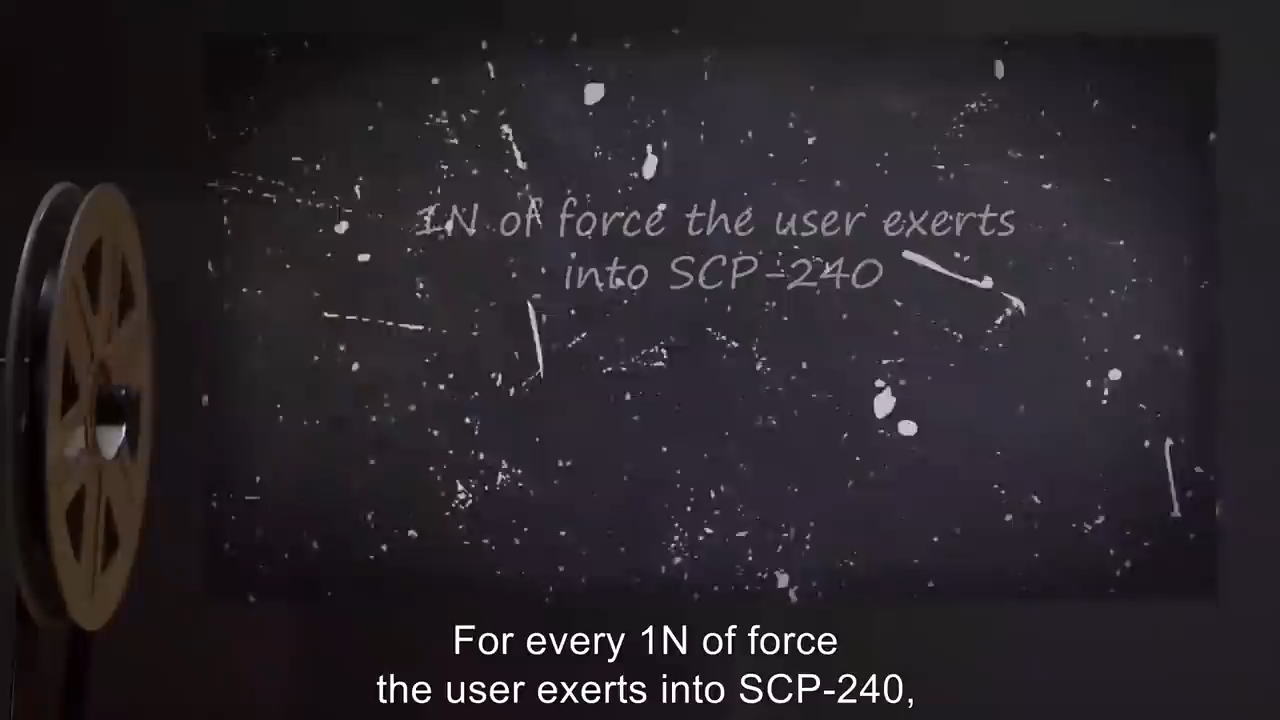 1N of force the user exerts
into SCP-240
For every 1N of force
the user exerts into SCP-240,